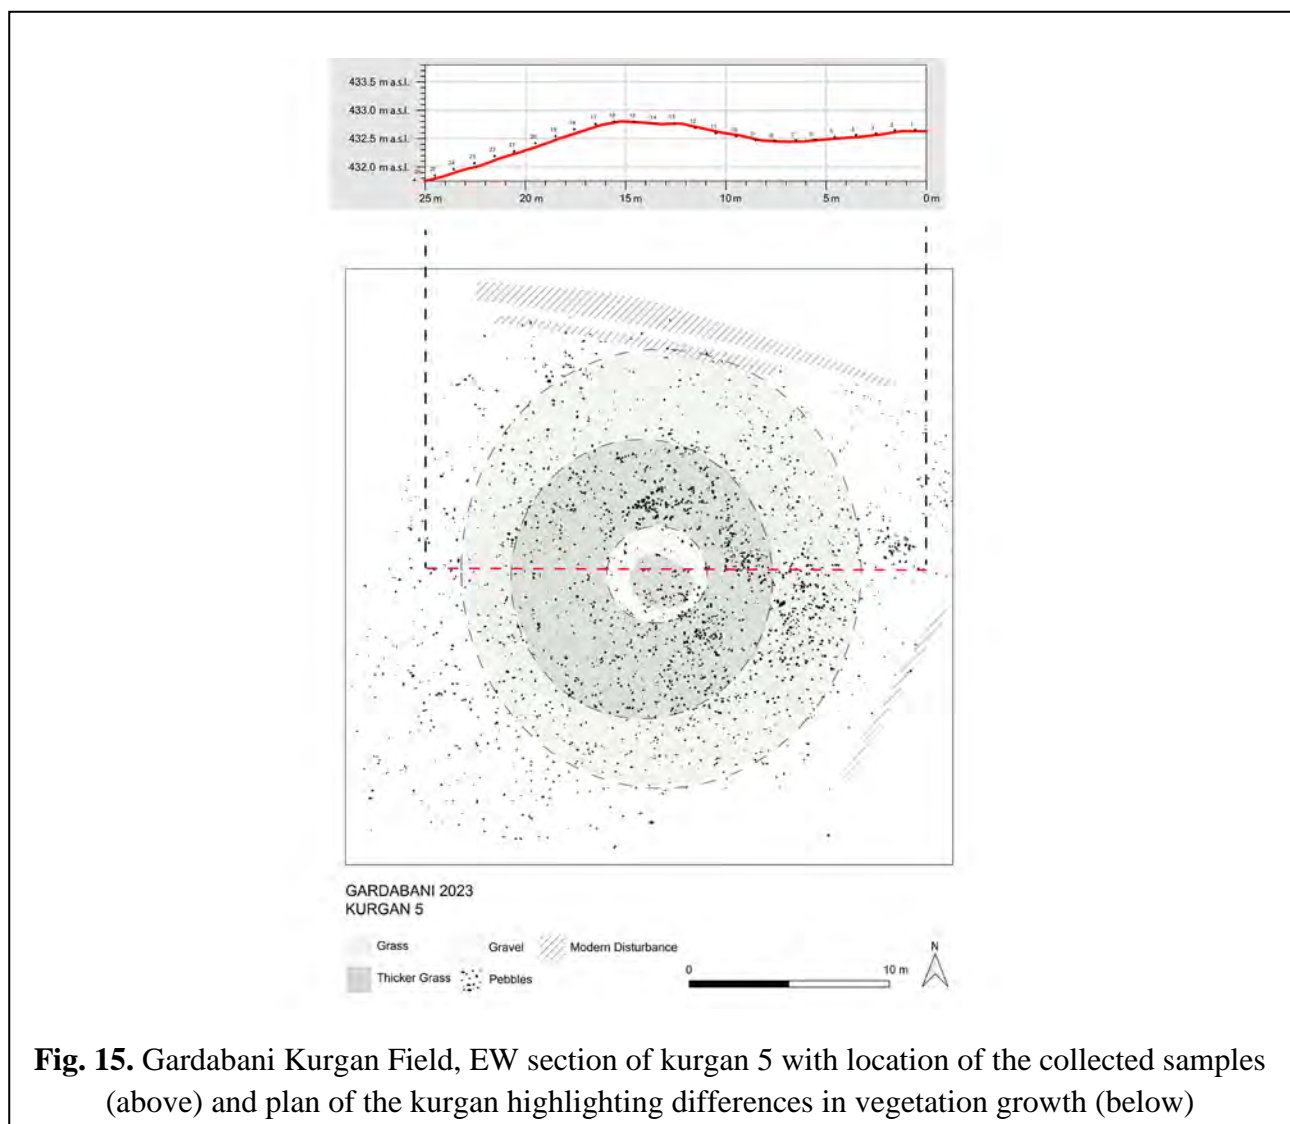 433.5 m a.s.l.
433.0 m a.s.l.
432.5 m a.s.l.
432.0 m a.s.l.
25 m 20 m 15 m 10 m 5 m 0 m
N
GARDABANI 2023
KURGAN 5
Grass Gravel Modern Disturbance
Thicker Grass Pebbles
0 10 m
Fig. 15. Gardabani Kurgan Field, EW section of kurgan 5 with location of the collected samples
(above) and plan of the kurgan highlighting differences in vegetation growth (below)